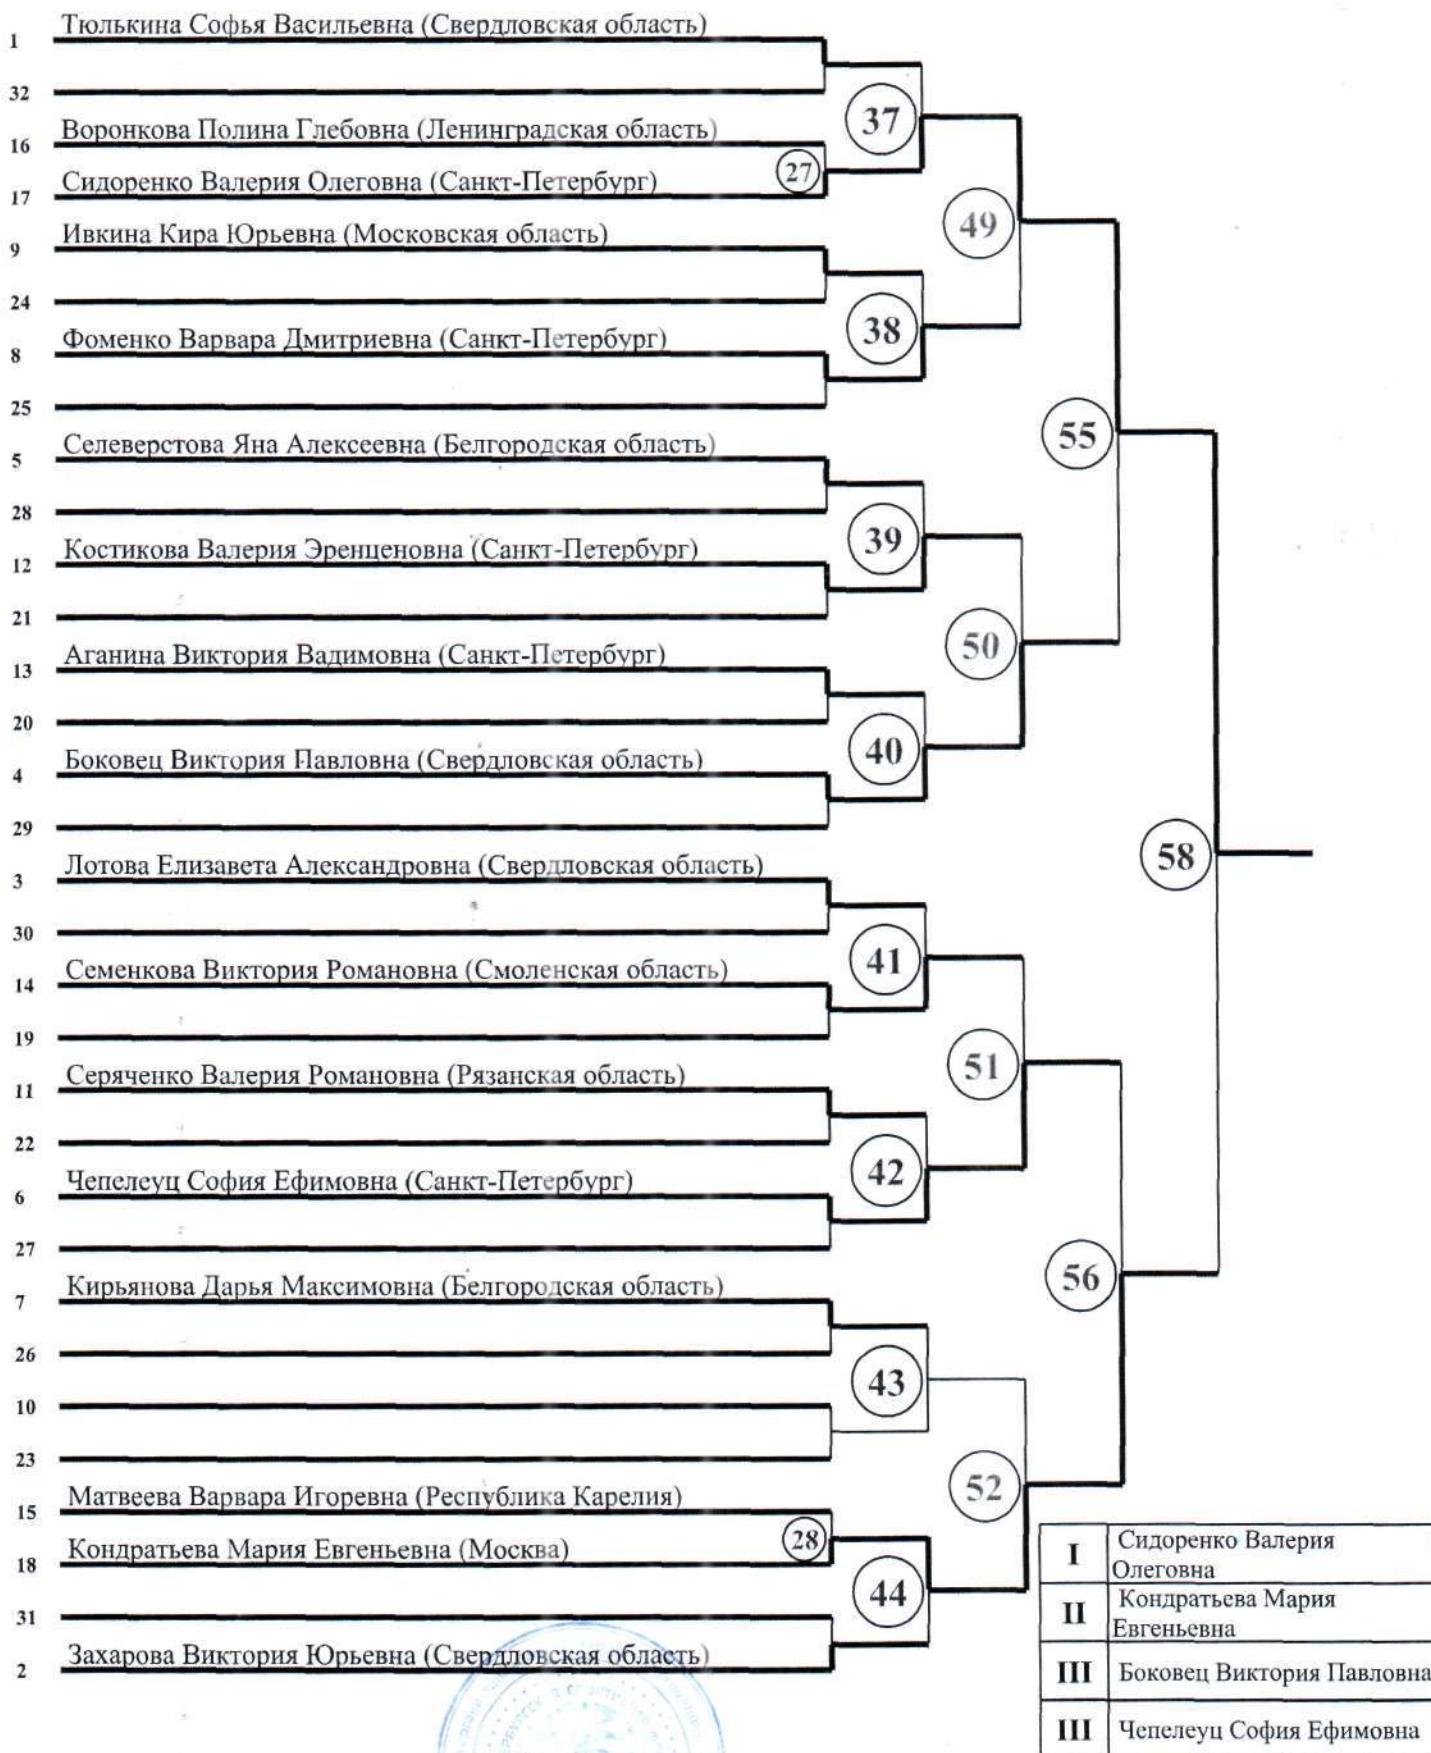 Тюлькина Софья Васильевна (Свердловская область)
1
32
Воронкова Полина Глебовна (Ленинградская область)
16
Сидоренко Валерия Олеговна (Санкт-Петербург)
17
27
37
Ивкина Кира Юрьевна (Московская область)
9
49
24
38
Фоменко Варвара Дмитриевна (Санкт-Петербург)
8
25
55
Селеверстова Яна Алексеевна (Белгородская область)
5
28
39
Костикова Валерия Эренценовна (Санкт-Петербург)
12
21
50
Аганина Виктория Вадимовна (Санкт-Петербург)
13
20
40
Боковец Виктория Павловна (Свердловская область)
4
29
58
Лотова Елизавета Александровна (Свердловская область)
3
30
41
Семенкова Виктория Романовна (Смоленская область)
14
19
51
Серяченко Валерия Романовна (Рязанская область)
11
22
42
Чепелеуц София Ефимовна (Санкт-Петербург)
6
27
56
Кирьянова Дарья Максимовна (Белгородская область)
7
26
43
10
23
52
Матвеева Варвара Игоревна (Республика Карелия)
15
28
Кондратьева Мария Евгеньевна (Москва)
18
44
31
Захарова Виктория Юрьевна (Свердловская область)
2
I Сидоренко Валерия
Олеговна
II Кондратьева Мария
Евгеньевна
III Боковец Виктория Павловна
III Чепелеуц София Ефимовна